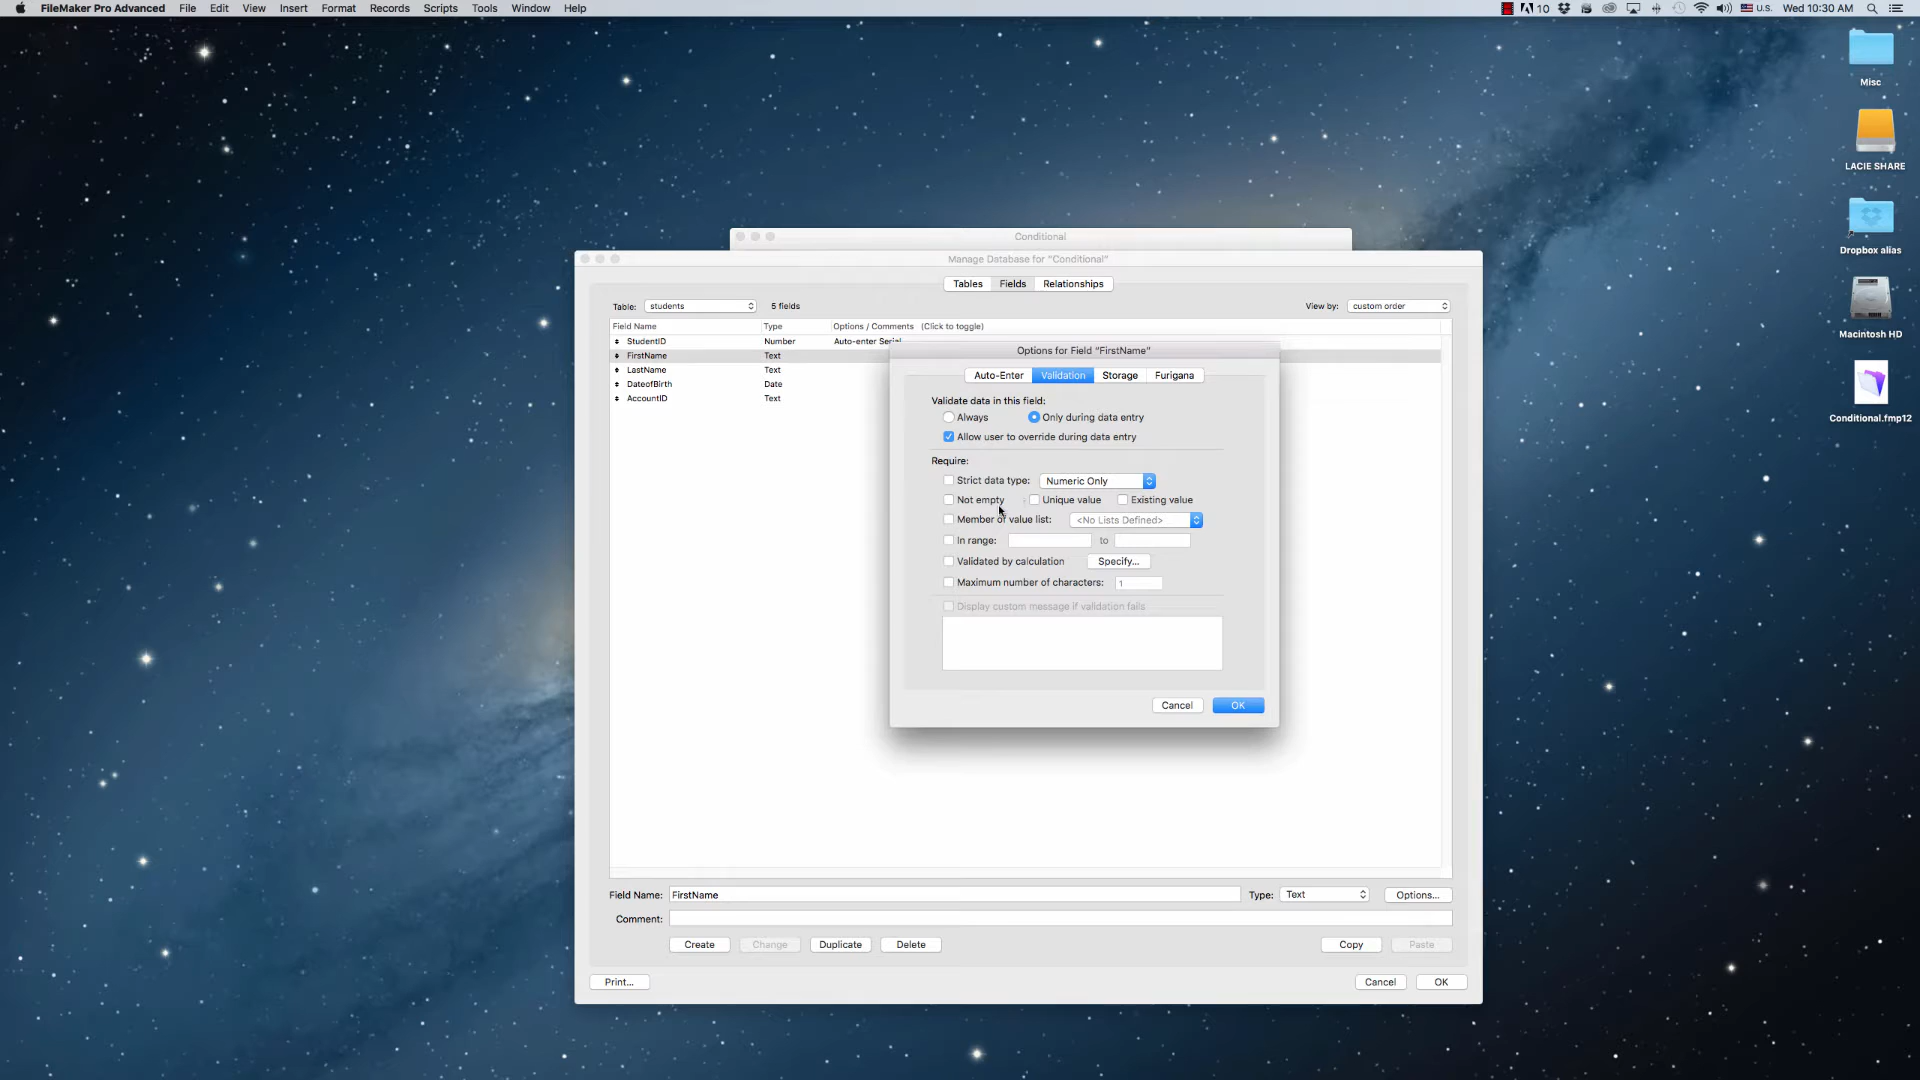 FileMaker Pro Advanced File Edit View Insert Format Records Scripts Tools Window Help 10 U.S. Wed 10:30 AM
Misc
LACIE SHARE
Dropbox alias
Macintosh HD
Conditional.fmp12
Conditional
Manage Database for "Conditional"
Tables Fields Relationships
Table: students 5 fields View by: custom order
Field Name Type Options / Comments (Click to toggle)
StudentID Number Auto-enter Serial
FirstName Text
LastName Text
DateofBirth Date
AccountID Text
Options for Field "FirstName"
Auto-Enter Validation Storage Furigana
Validate data in this field:
Always Only during data entry
Allow user to override during data entry
Require:
Strict data type: Numeric Only
Not empty Unique value Existing value
Member of value list: <No Lists Defined>
In range: to
Validated by calculation Specify...
Maximum number of characters: 1
Display custom message if validation fails
Cancel OK
Field Name: FirstName Type: Text Options...
Comment:
Create Change Duplicate Delete Copy Paste
Print... Cancel OK